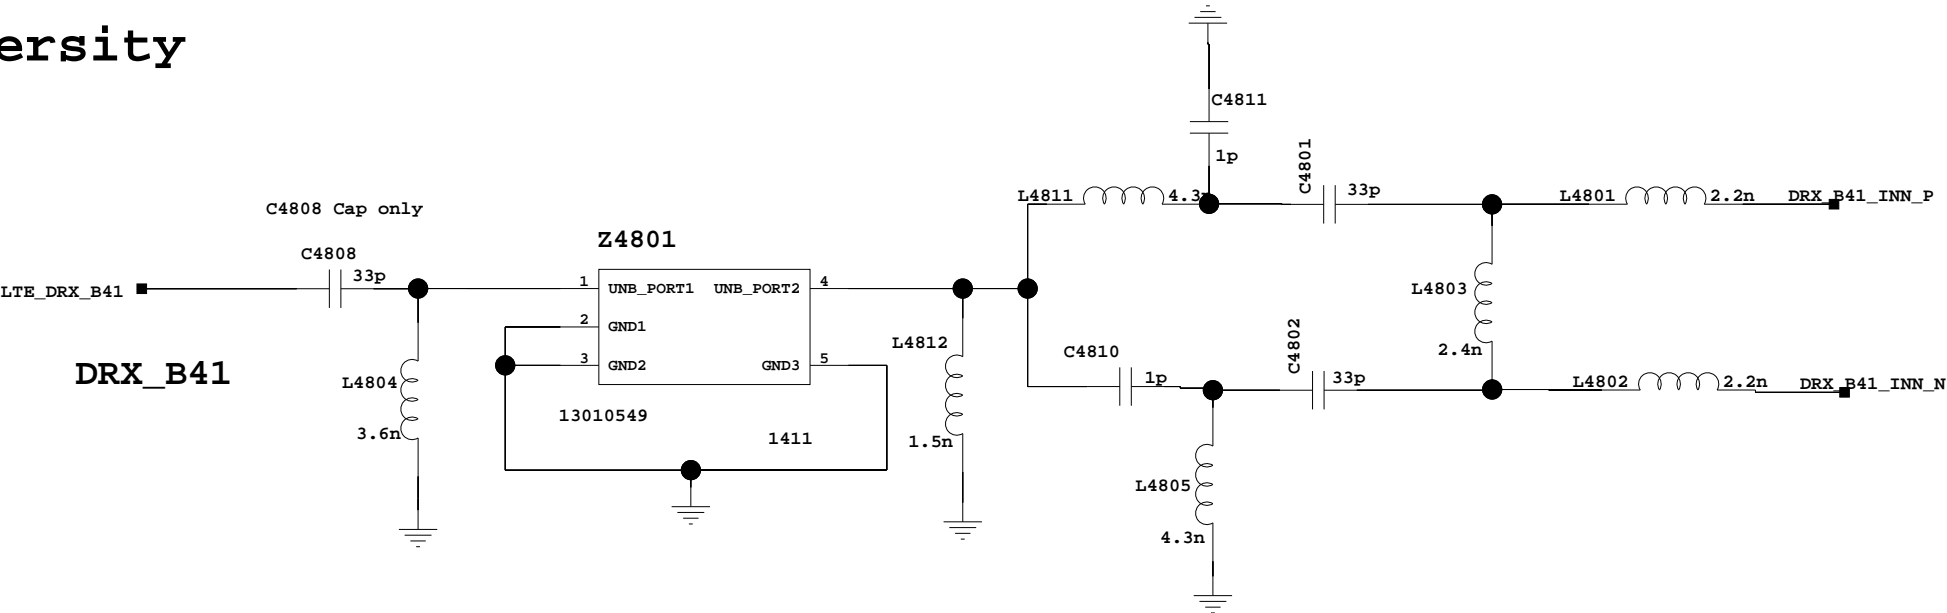 ersity
C4811
1p
C4801
33p
L4811
4.3
L4801
2.2n
DRX_B41_INN_P
C4808 Cap only
Z4801
C4808
33p
LTE_DRX_B41
1
UNB_PORT1
UNB_PORT2
4
2
GND1
3
GND2
GND3
5
L4803
2.4n
L4812
1.5n
C4810
1p
C4802
33p
L4802
2.2n
DRX_B41_INN_N
DRX_B41
L4804
3.6n
13010549
1411
L4805
4.3n